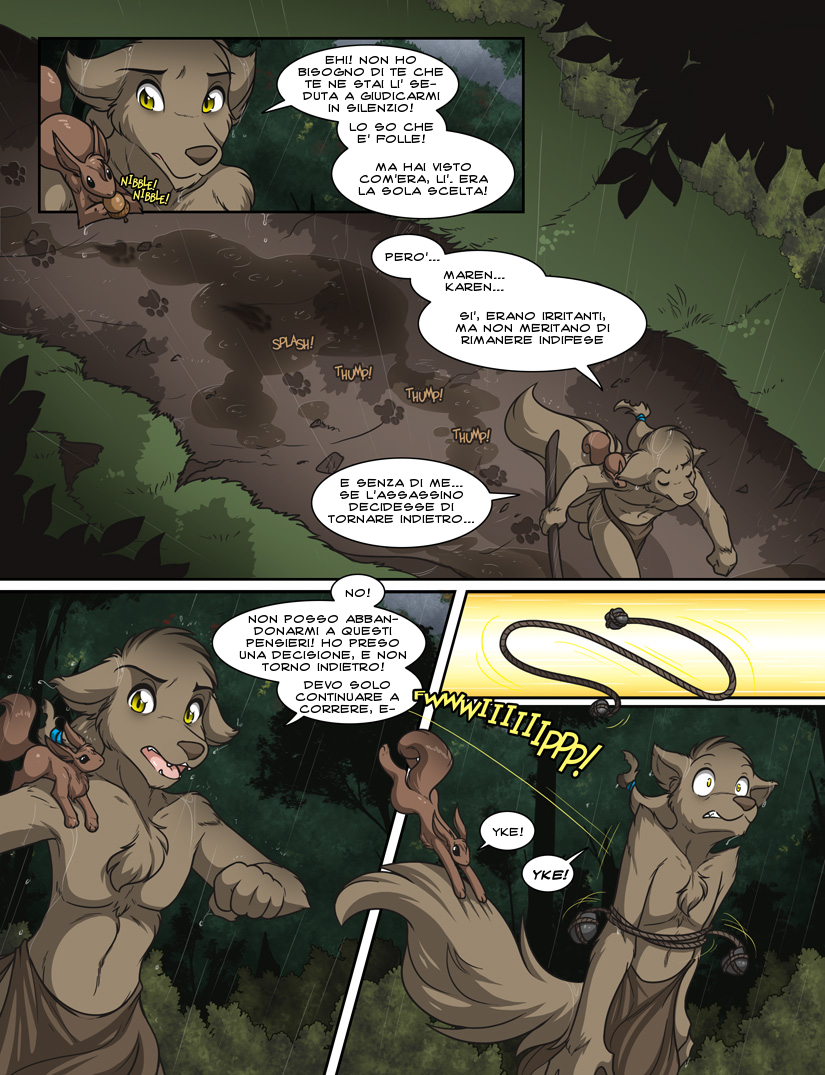 EHI! NON HO
BISOGNO DI TE CHE
TE NE STAI LI' SE-
DUTA A GIUDICARMI
IN SILENZIO!
LO SO CHE
E' FOLLE!
MA HAI VISTO
COM'ERA, LI'. ERA
LA SOLA SCELTA!
NIBBLE!
NIBBLE!
PERO'...
MAREN...
KAREN...
SI', ERANO IRRITANTI,
MA NON MERITANO DI
RIMANERE INDIFESE
SPLASH!
THUMP!
THUMP!
THUMP!
E SENZA DI ME...
SE L'ASSASSINO
DECIDESSE DI
TORNARE INDIETRO...
NO!
NON POSSO ABBAN-
DONARMI A QUESTI
PENSIERI! HO PRESO
UNA DECISIONE, E NON
TORNO INDIETRO!
DEVO SOLO
CONTINUARE A
CORRERE, E-
FWWWWIIIIIIPPP!
YKE!
YKE!